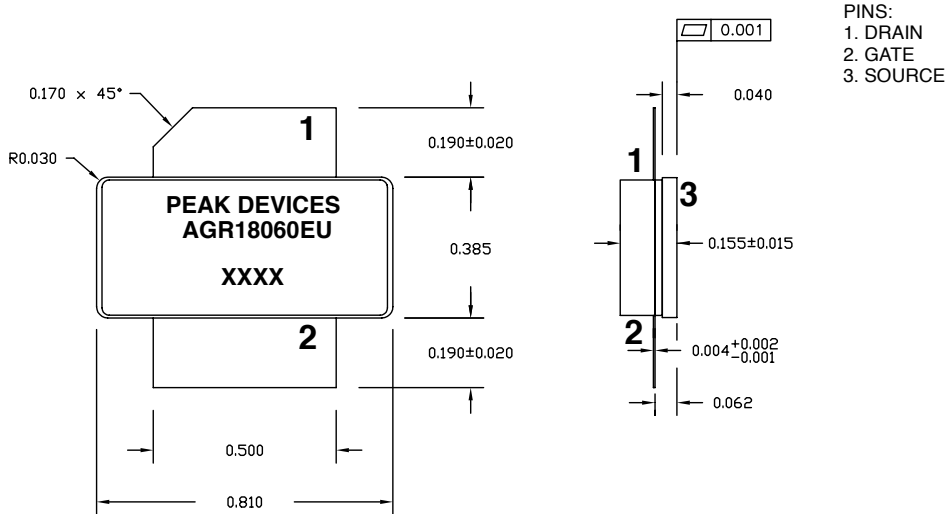 PINS:
1. DRAIN
2. GATE
3. SOURCE
0.001
0.170 × 45°
0.040
1
0.190±0.020
R0.030
1
3
PEAK DEVICES
AGR18060EU
XXXX
0.385
0.155±0.015
2
0.190±0.020
2
0.004+0.002
-0.001
0.062
0.500
0.810